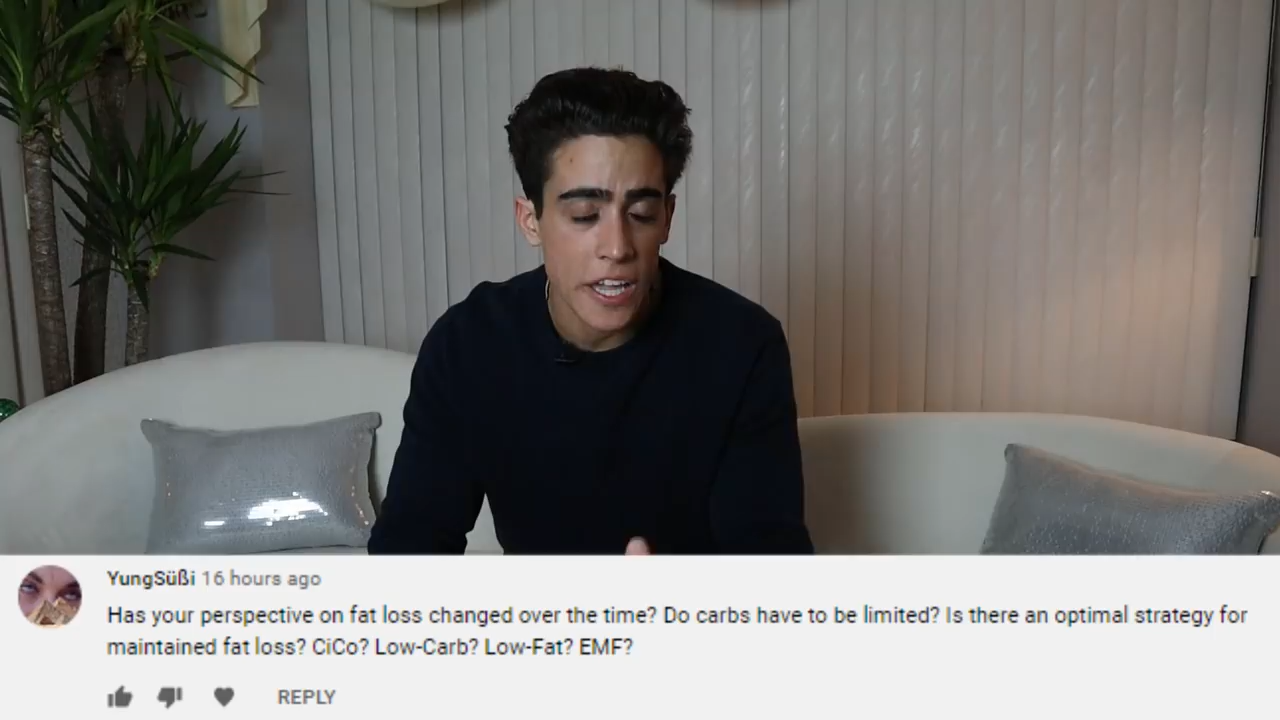 YungSüßi 16 hours ago
Has your perspective on fat loss changed over the time? Do carbs have to be limited? Is there an optimal strategy for
maintained fat loss? CiCo? Low-Carb? Low-Fat? EMF?
REPLY